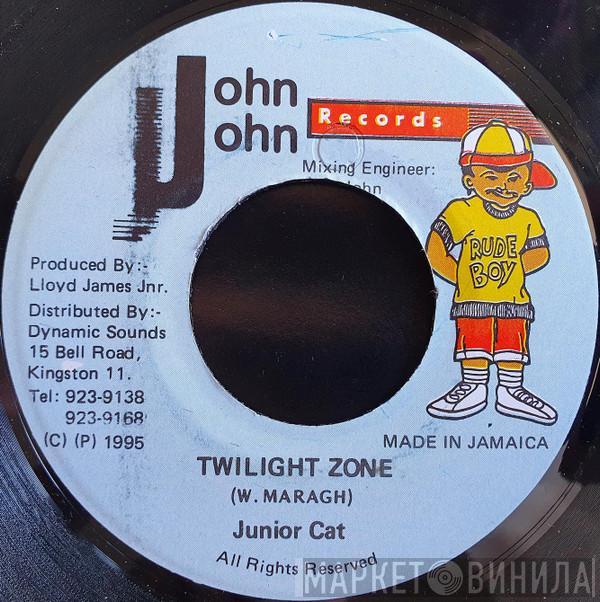 John
John
Records
Mixing Engineer:
John
RUDE
BOY
Produced By:-
Lloyd James Jnr.
Distributed By:-
Dynamic Sounds
15 Bell Road,
Kingston 11.
Tel: 923-9138
923-9168
(C) (P) 1995
MADE IN JAMAICA
TWILIGHT ZONE
(W. MARAGH)
Junior Cat
All Rights Reserved
МАРКЕТ ВИНИЛА